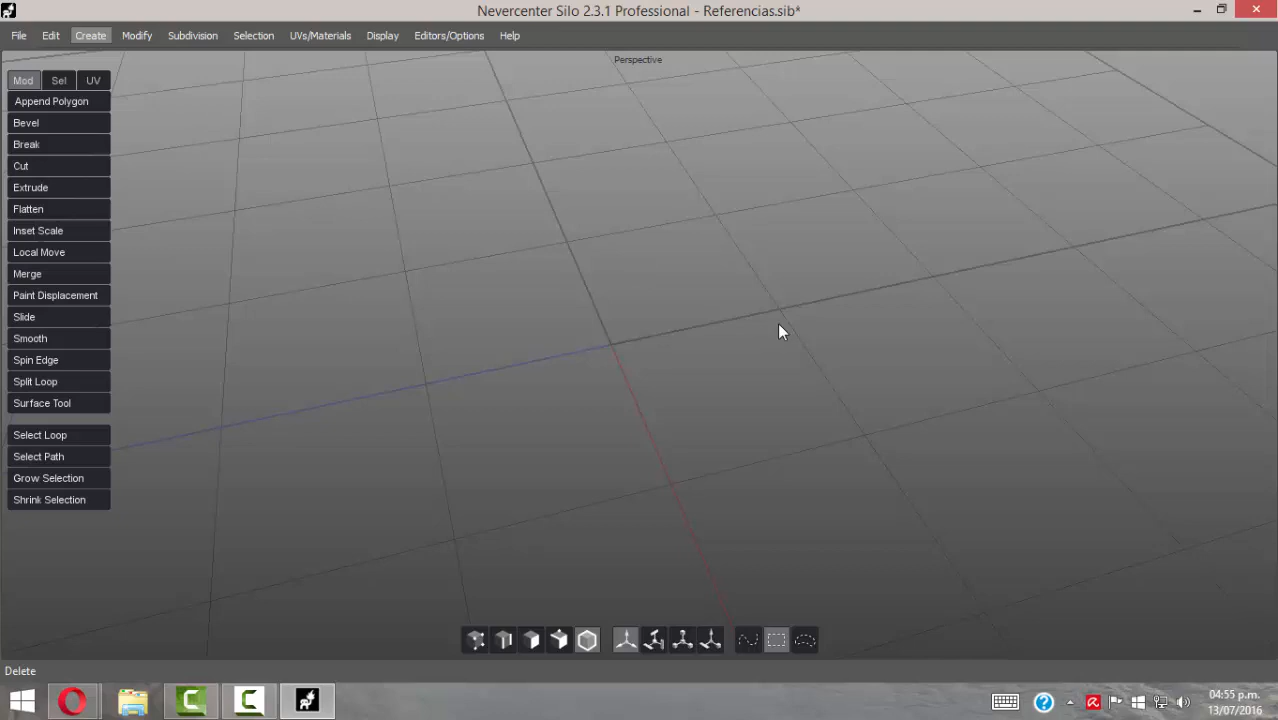 Nevercenter Silo 2.3.1 Professional - Referencias.sib*
File Edit Create Modify Subdivision Selection UVs/Materials Display Editors/Options Help
Perspective
Mod Sel UV
Append Polygon
Bevel
Break
Cut
Extrude
Flatten
Inset Scale
Local Move
Merge
Paint Displacement
Slide
Smooth
Spin Edge
Split Loop
Surface Tool
Select Loop
Select Path
Grow Selection
Shrink Selection
Delete
04:55 p.m.
13/07/2016